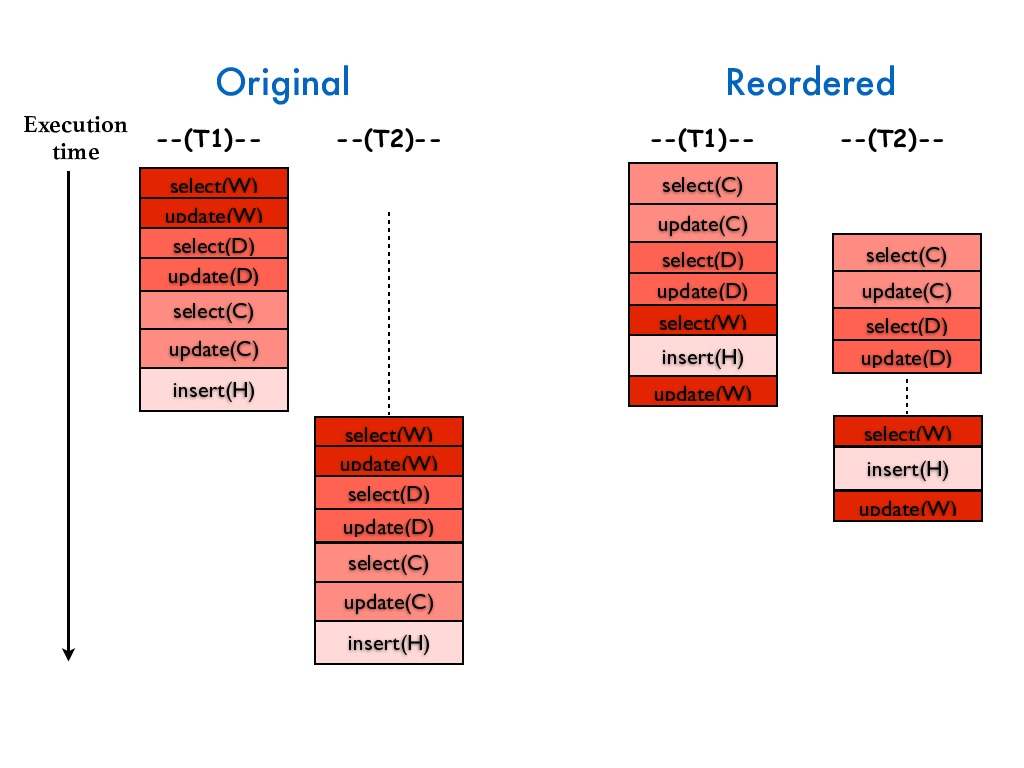 Original
Reordered
Execution
time
--(T1)--
--(T2)--
--(T1)--
--(T2)--
select(W)
update(W)
select(D)
update(D)
select(C)
update(C)
insert(H)
select(W)
update(W)
select(D)
update(D)
select(C)
update(C)
insert(H)
select(C)
update(C)
select(D)
update(D)
select(W)
insert(H)
update(W)
select(C)
update(C)
select(D)
update(D)
select(W)
insert(H)
update(W)